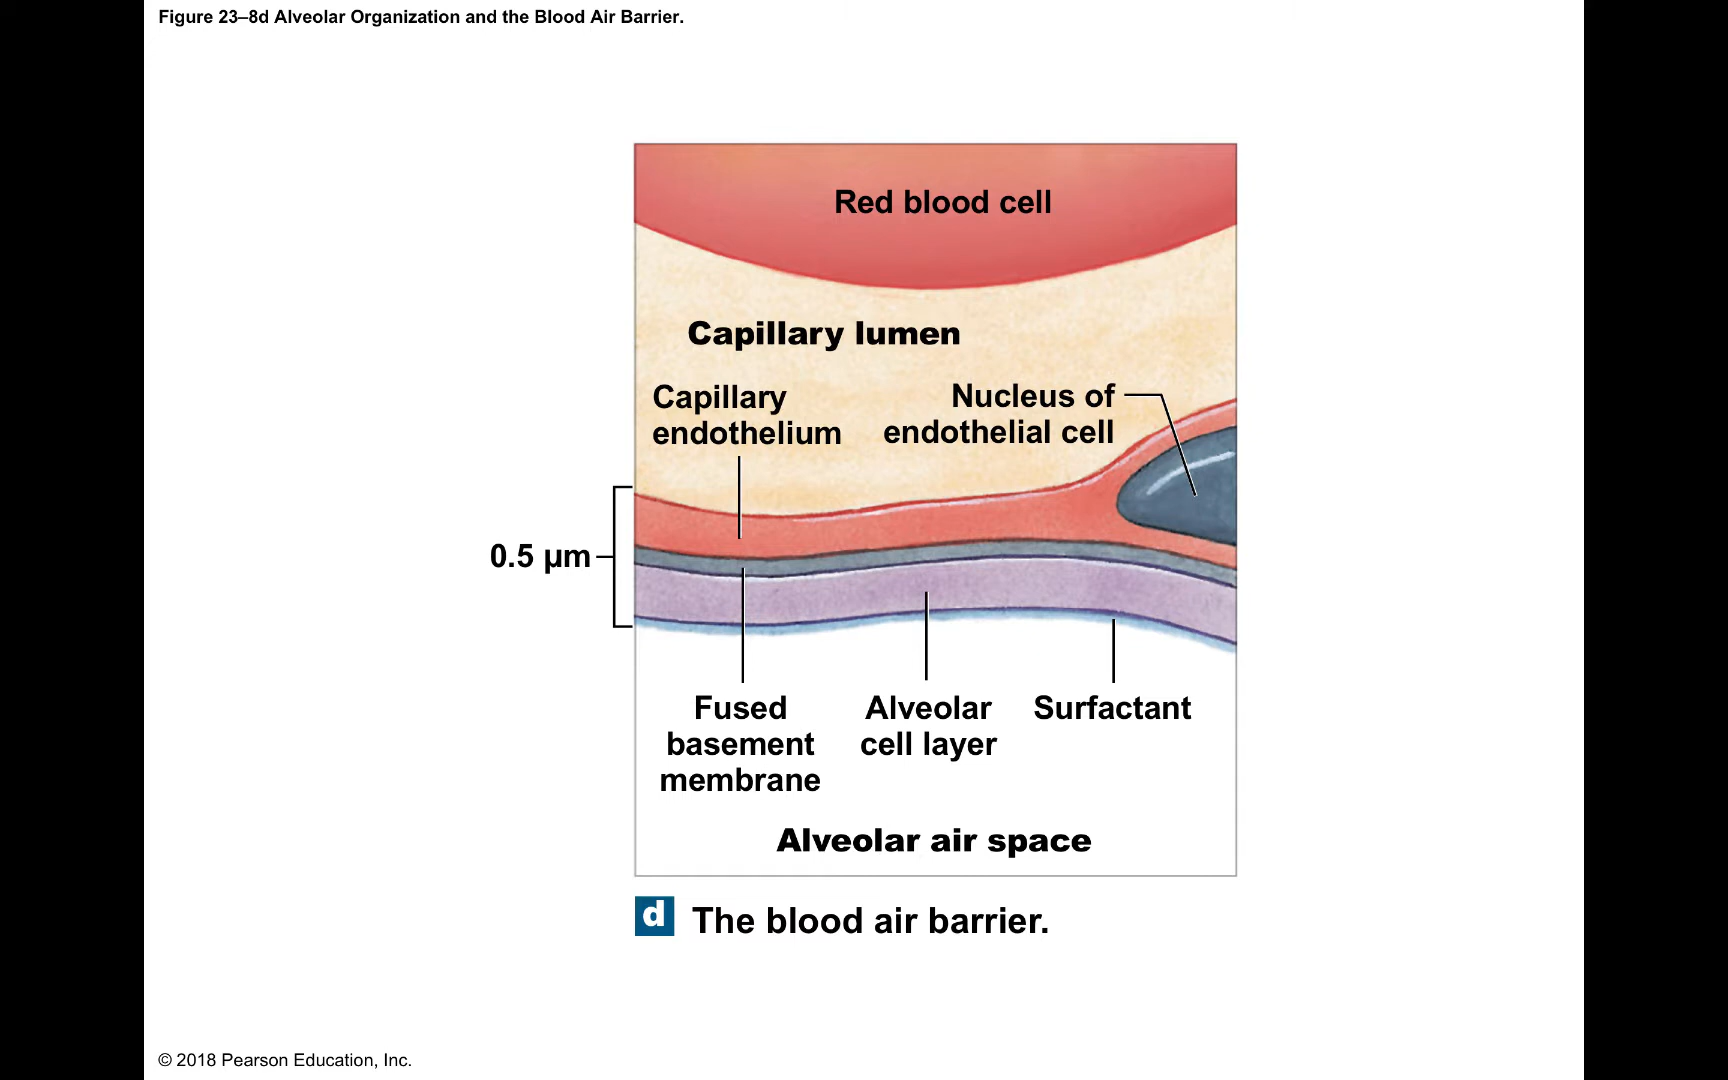 Figure 23–8d Alveolar Organization and the Blood Air Barrier.
Red blood cell
Capillary lumen
Capillary
endothelium
Nucleus of
endothelial cell
0.5 µm
Fused
basement
membrane
Alveolar
cell layer
Surfactant
Alveolar air space
d The blood air barrier.
© 2018 Pearson Education, Inc.